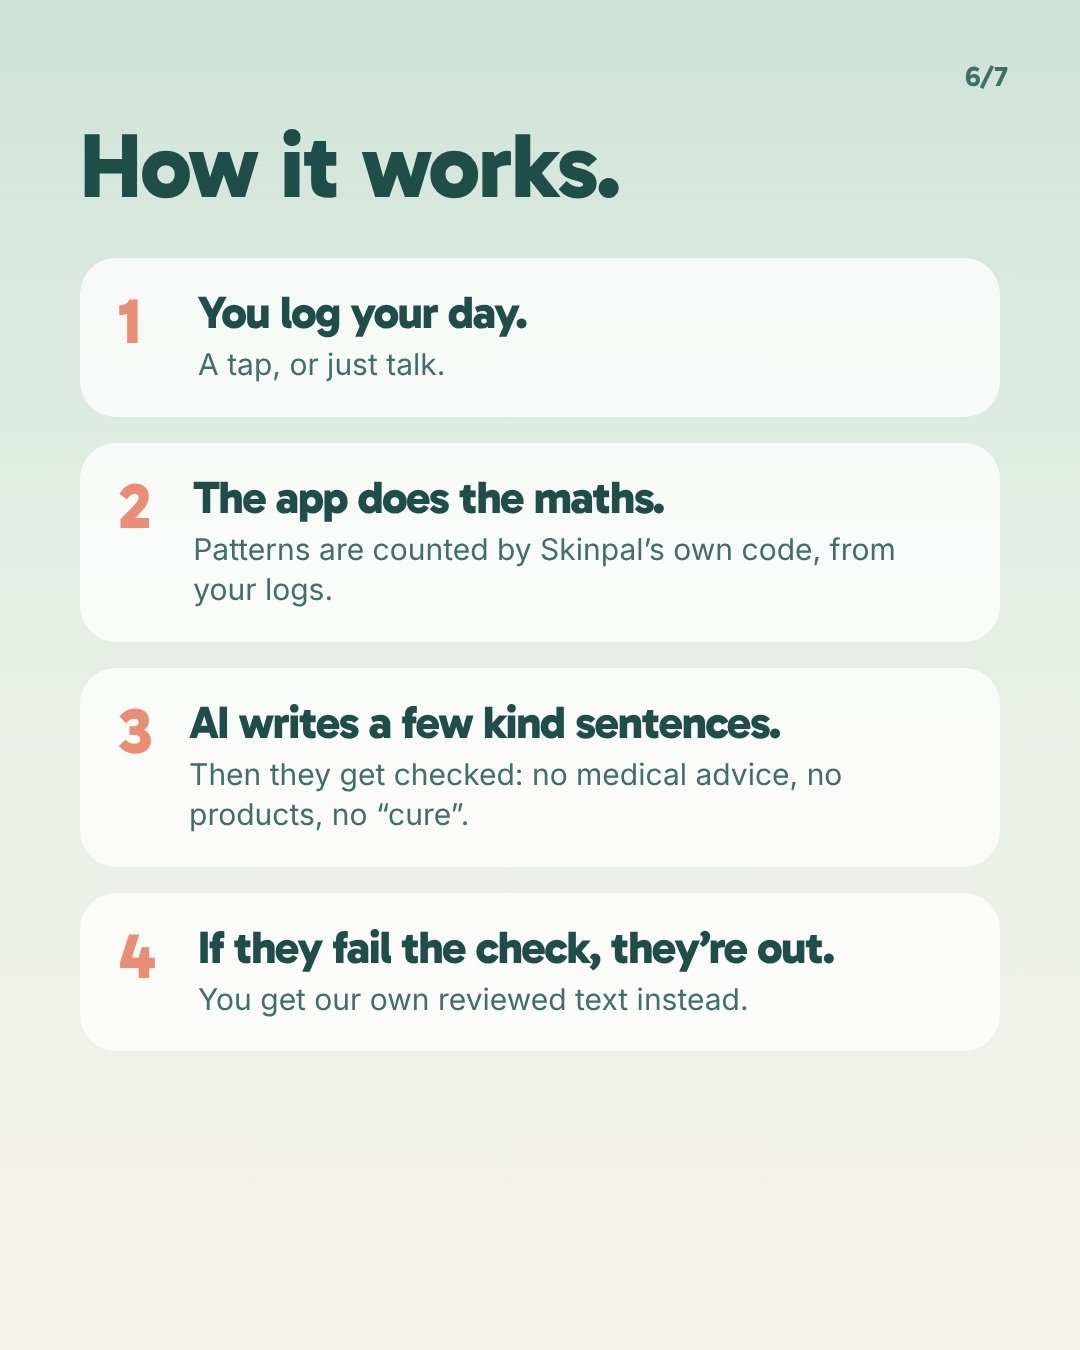 6/7
How it works.
1
You log your day.
A tap, or just talk.
2
The app does the maths.
Patterns are counted by Skinpal’s own code, from
your logs.
3
AI writes a few kind sentences.
Then they get checked: no medical advice, no
products, no “cure”.
4
If they fail the check, they’re out.
You get our own reviewed text instead.